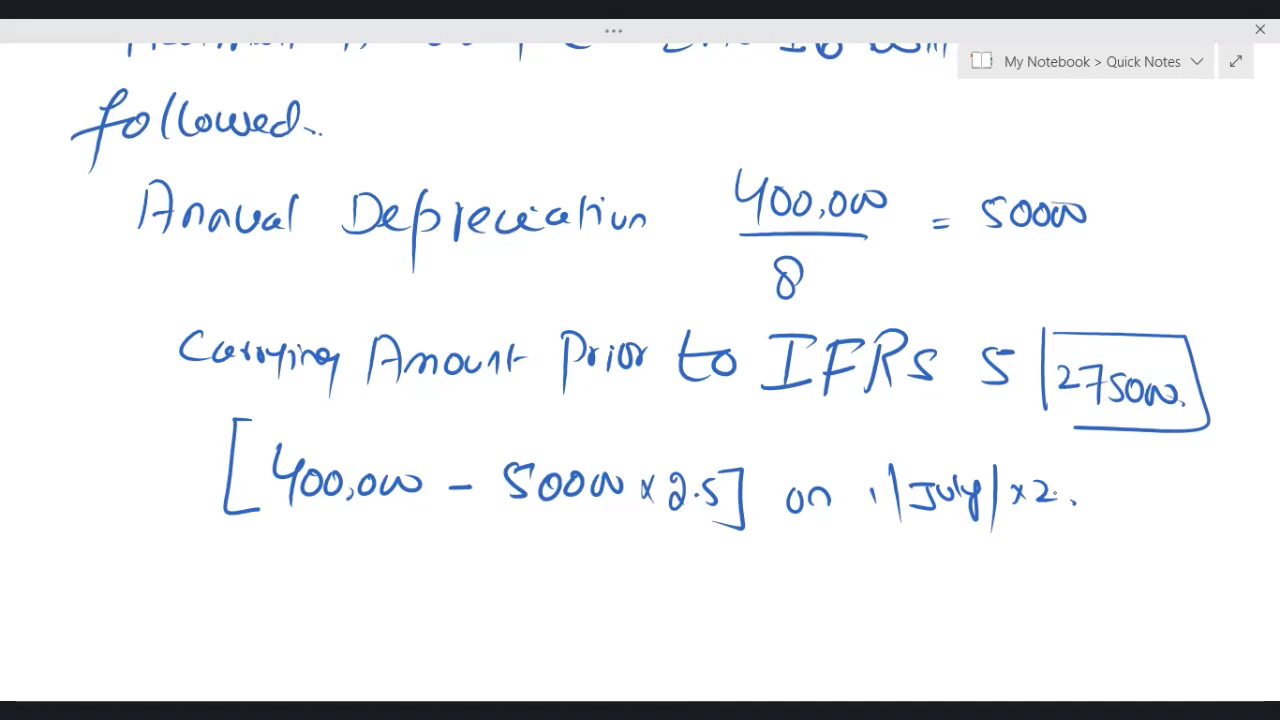 My Notebook > Quick Notes
followed.
Annual Depreciation 400,000 / 8 = 50000
Carrying Amount Prior to IFRS 5 | 275000.
[400,000 - 50000 x 2.5] on 1/July/x2.